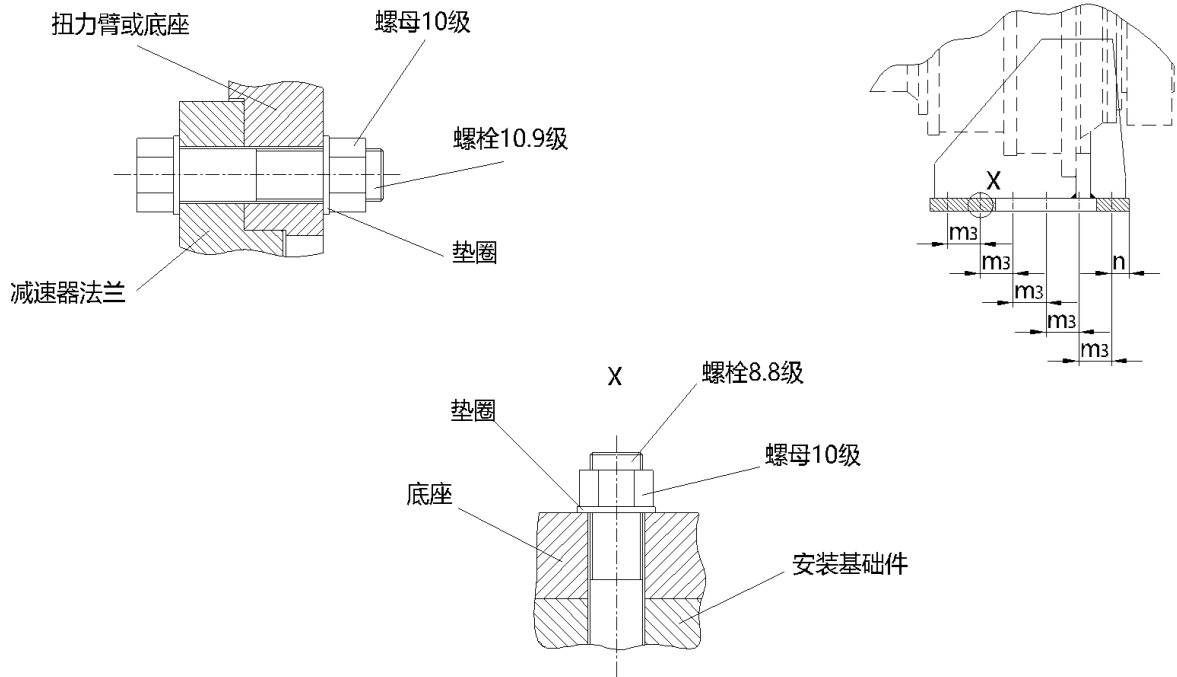 扭力臂或底座
螺母10级
螺栓10.9级
垫圈
减速器法兰
X
m3
n
m3
m3
m3
m3
X
螺栓8.8级
垫圈
螺母10级
底座
安装基础件